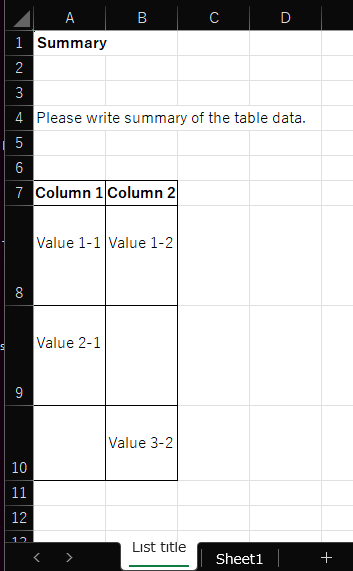 A B C D
1 Summary
2
3
4 Please write summary of the table data.
5
6
7 Column 1 Column 2
8 Value 1-1 Value 1-2
9 Value 2-1
10 Value 3-2
11
12
List title Sheet1